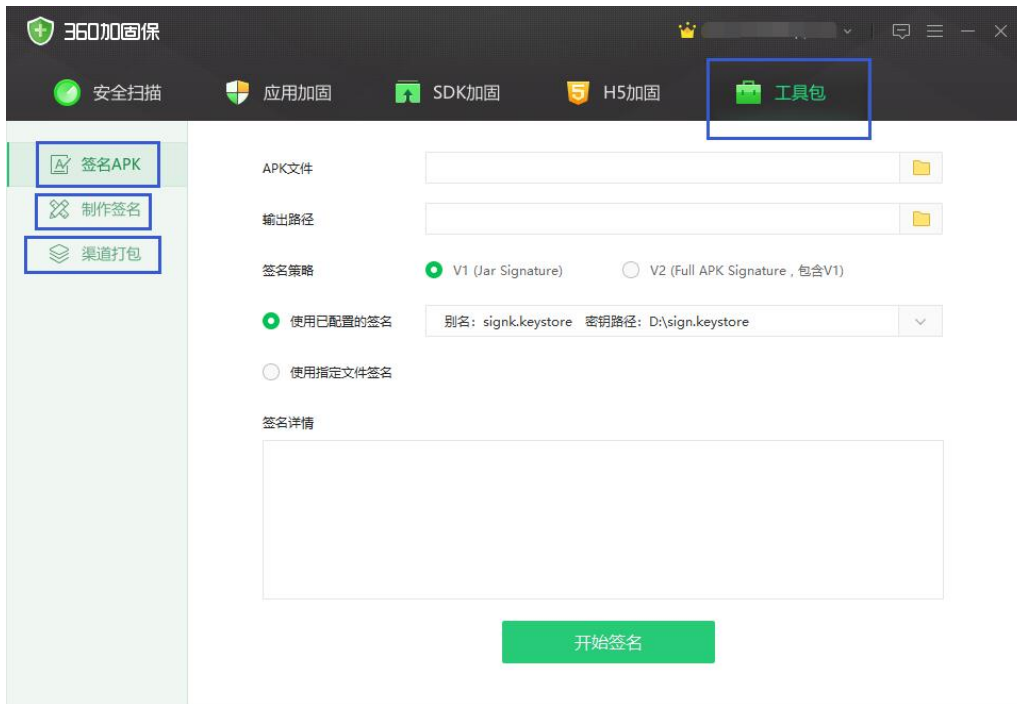 360加固保
安全扫描 应用加固 SDK加固 5 H5加固 工具包
签名APK
制作签名
渠道打包
APK文件
输出路径
签名策略 V1 (Jar Signature) V2 (Full APK Signature , 包含V1)
使用已配置的签名 别名: signk.keystore 密钥路径: D:\sign.keystore
使用指定文件签名
签名详情
开始签名